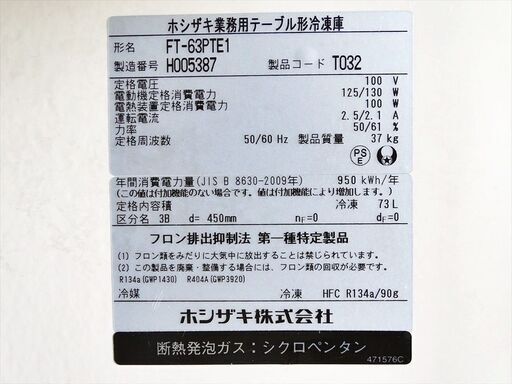 ホシザキ業務用テーブル形冷凍庫
形名 FT-63PTE1
製造番号 H005387 製品コード T032
定格電圧 100 V
電動機定格消費電力 125/130 W
電熱装置定格消費電力 100 W
運転電流 2.5/2.1 A
力率 50/61 %
定格周波数 50/60 Hz 製品質量 37 kg
PS E
年間消費電力量(JIS B 8630-2009年) 950 kWh/年
(この値は付加機能のない場合です。値は付加機能により増加します。)
定格内容積 冷凍 73 L
区分名 3B d= 450mm nF=0 dF=0
フロン排出抑制法 第一種特定製品
(1) フロン類をみだりに大気中に放出することは禁じられています。
(2) この製品を廃棄・整備する場合には、フロン類の回収が必要です。
R134a(GWP1430) R404A(GWP3920)
冷媒 冷凍 HFC R134a/90g
ホシザキ株式会社
断熱発泡ガス：シクロペンタン
471576C